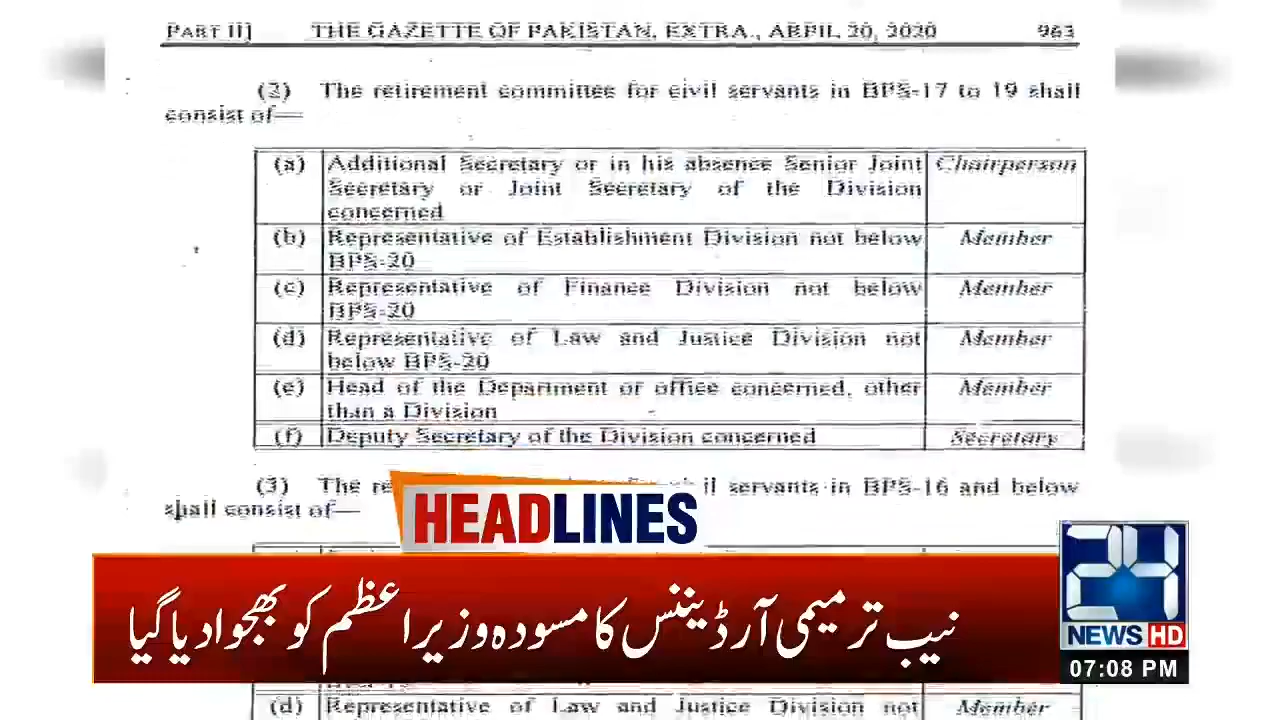 PART II] THE GAZETTE OF PAKISTAN, EXTRA., ARPIL 20, 2020 963
(2) The retirement committee for civil servants in BPS-17 to 19 shall
consist of—
(a) Additional Secretary or in his absence Senior Joint Chairperson
Secretary or Joint Secretary of the Division
concerned
(b) Representative of Establishment Division not below Member
BPS-20
(c) Representative of Finance Division not below Member
BPS-20
(d) Representative of Law and Justice Division not Member
below BPS-20
(e) Head of the Department or office concerned, other Member
than a Division
(f) Deputy Secretary of the Division concerned Secretary
(3) The servants in BPS-16 and below
shall consist of—
HEADLINES
نیب ترمیمی آرڈیننس کا مسودہ وزیراعظم کو بھجوا دیا گیا
24
NEWS HD
07:08 PM
(d) Representative of Law and Justice Division not Member